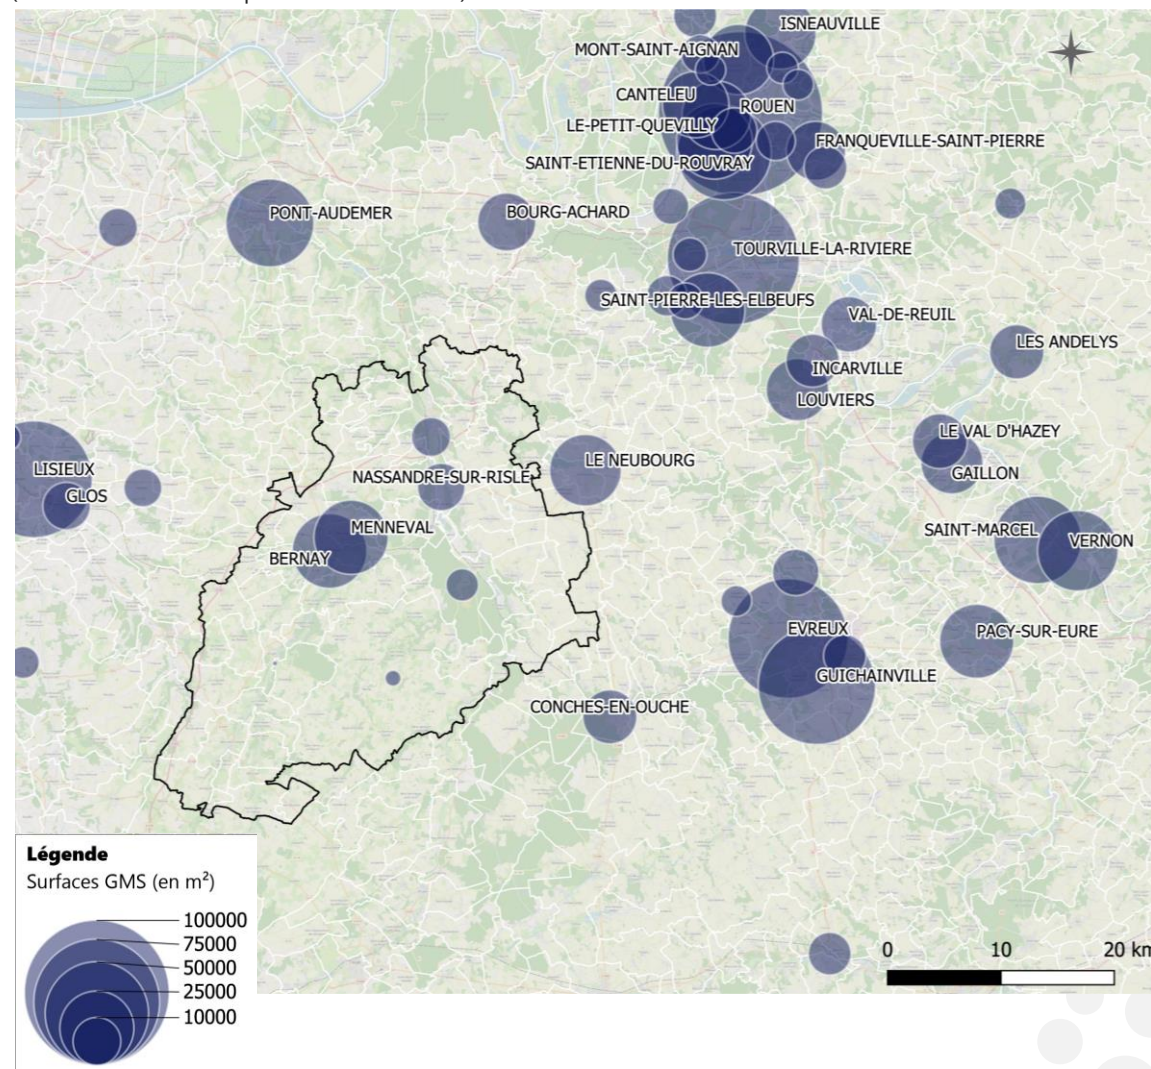 ISNEAUVILLE
MONT-SAINT-AIGNAN
CANTELEU
ROUEN
LE-PETIT-QUEVILLY
FRANQUEVILLE-SAINT-PIERRE
SAINT-ETIENNE-DU-ROUVRAY
PONT-AUDEMER
BOURG-ACHARD
TOURVILLE-LA-RIVIERE
SAINT-PIERRE-LES-ELBEUFS
VAL-DE-REUIL
LES ANDELYS
INCARVILLE
LOUVIERS
LE VAL D'HAZEY
LE NEUBOURG
LISIEUX
GAILLON
NASSANDRE-SUR-RISLE
GLOS
MENNEVAL
SAINT-MARCEL
VERNON
BERNAY
EVREUX
PACY-SUR-EURE
GUICHAINVILLE
CONCHES-EN-OUCHE
Légende
Surfaces GMS (en m²)
100000
75000
50000
25000
10000
0 10 20 km